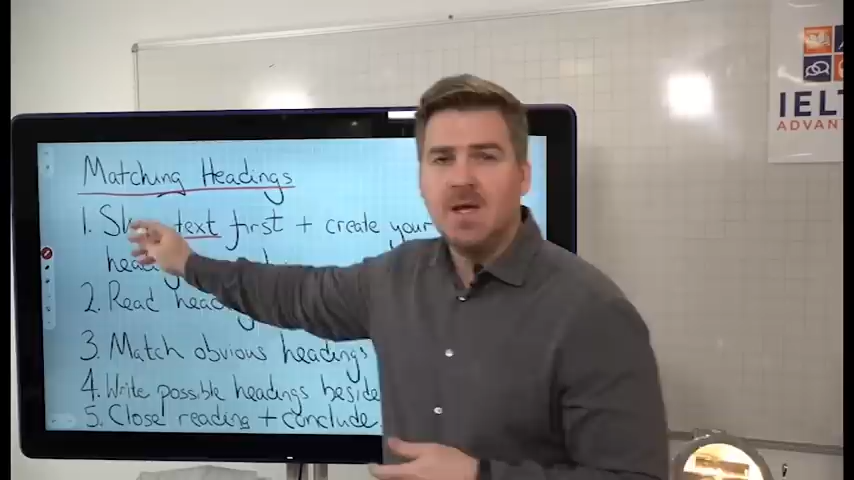 Matching Headings
1. text first + create your
2. Read
3. Match obvious headings
4. Write possible headings beside
5. Close reading + conclude.
IELT
ADVAN